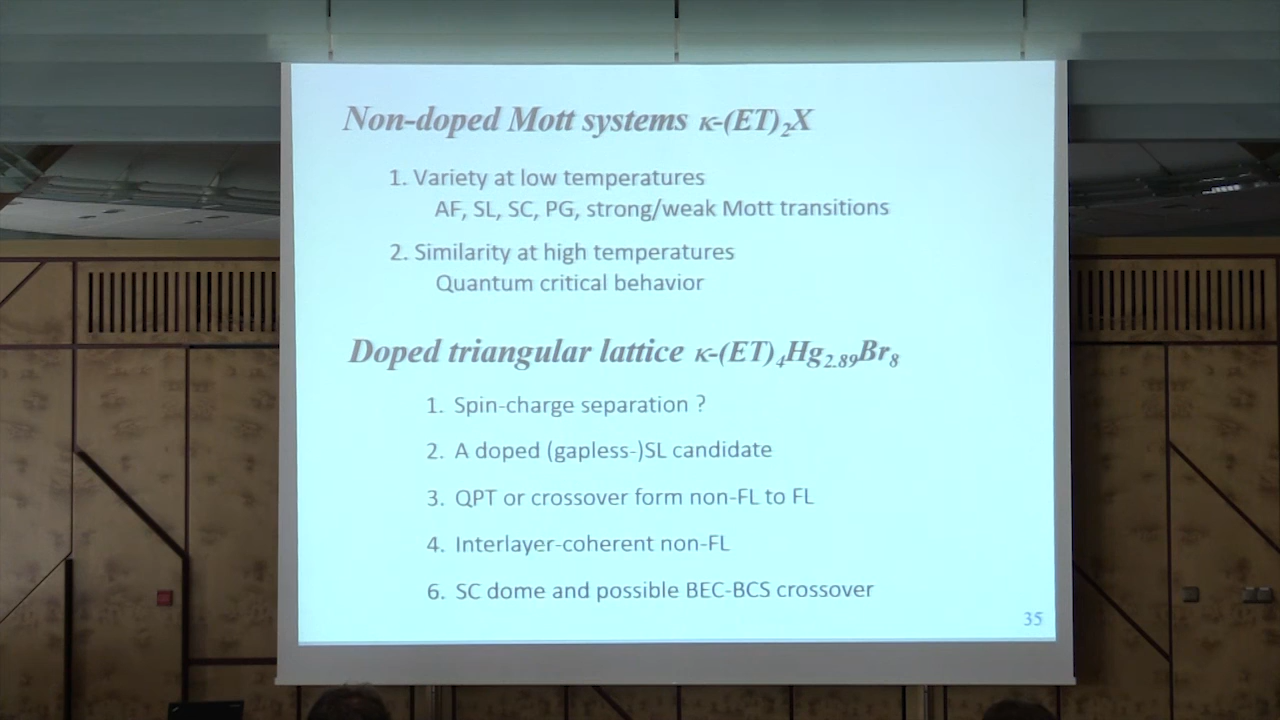 Non-doped Mott systems κ-(ET)₂X
1. Variety at low temperatures
AF, SL, SC, PG, strong/weak Mott transitions
2. Similarity at high temperatures
Quantum critical behavior
Doped triangular lattice κ-(ET)₄Hg₂.₈₉Br₈
1. Spin-charge separation ?
2. A doped (gapless-)SL candidate
3. QPT or crossover form non-FL to FL
4. Interlayer-coherent non-FL
6. SC dome and possible BEC-BCS crossover
35